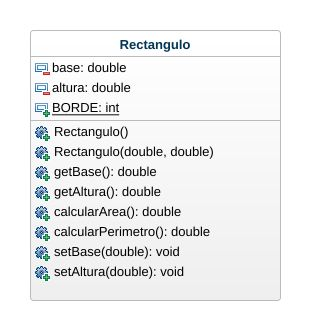 Rectangulo
base: double
altura: double
BORDE: int
Rectangulo()
Rectangulo(double, double)
getBase(): double
getAltura(): double
calcularArea(): double
calcularPerimetro(): double
setBase(double): void
setAltura(double): void